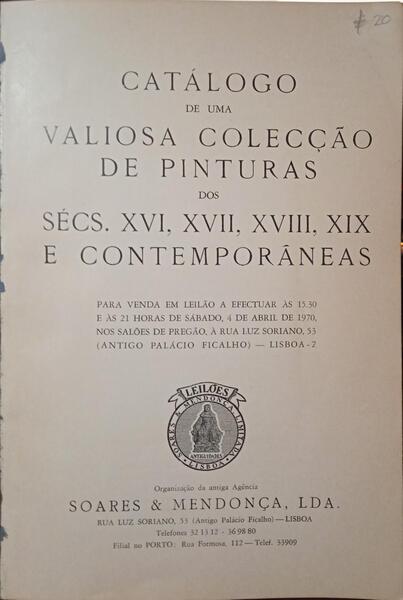 € 20
CATÁLOGO
DE UMA
VALIOSA COLECÇÃO
DE PINTURAS
DOS
SÉCS. XVI, XVII, XVIII, XIX
E CONTEMPORÂNEAS
PARA VENDA EM LEILÃO A EFECTUAR ÀS 15.30
E ÀS 21 HORAS DE SÁBADO, 4 DE ABRIL DE 1970,
NOS SALÕES DE PREGÃO, À RUA LUZ SORIANO, 53
(ANTIGO PALÁCIO FICALHO) — LISBOA - 2
LEILÕES
SOARES & MENDONÇA LIMITADA
ANTIGUIDADES
LISBOA
Organização da antiga Agência
SOARES & MENDONÇA, LDA.
RUA LUZ SORIANO, 53 (Antigo Palácio Ficalho) — LISBOA
Telefones 32 13 12 - 36 98 80
Filial no PORTO: Rua Formosa, 112 — Telef. 33909